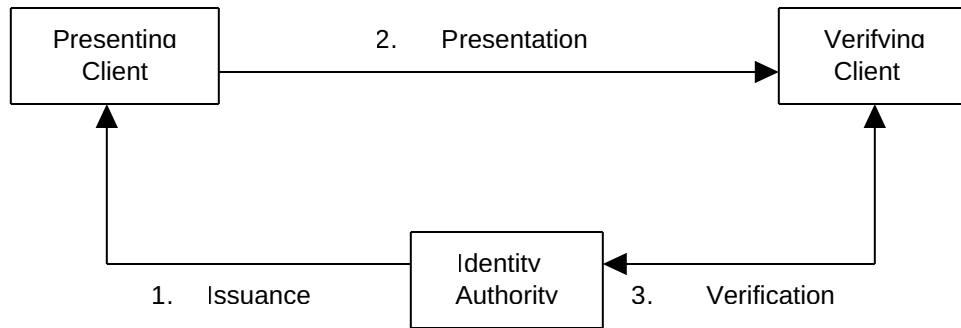 Presenting
Client
2. Presentation
Verifying
Client
Identity
Authority
1. Issuance
3. Verification